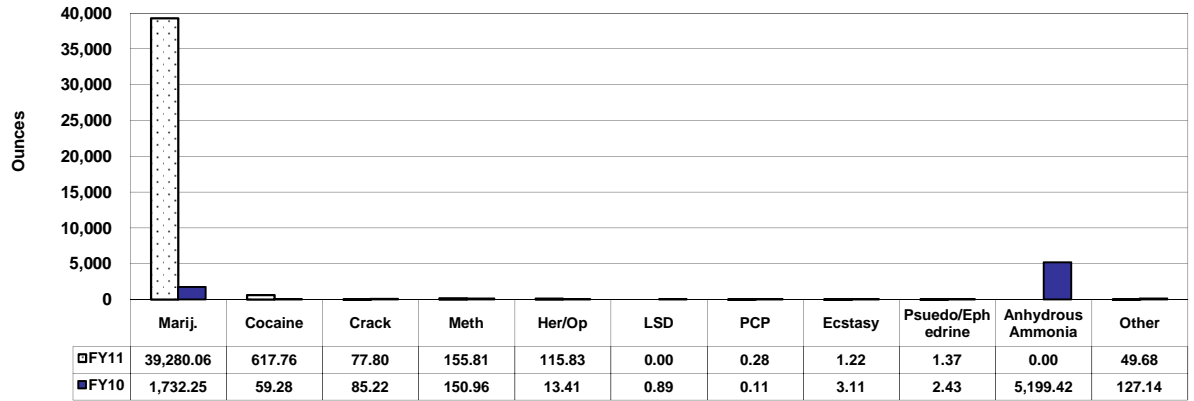 40,000
35,000
30,000
25,000
20,000
15,000
10,000
5,000
0
Ounces
Marij. Cocaine Crack Meth Her/Op LSD PCP Ecstasy Psuedo/Eph edrine Anhydrous Ammonia Other
FY11 39,280.06 617.76 77.80 155.81 115.83 0.00 0.28 1.22 1.37 0.00 49.68
FY10 1,732.25 59.28 85.22 150.96 13.41 0.89 0.11 3.11 2.43 5,199.42 127.14